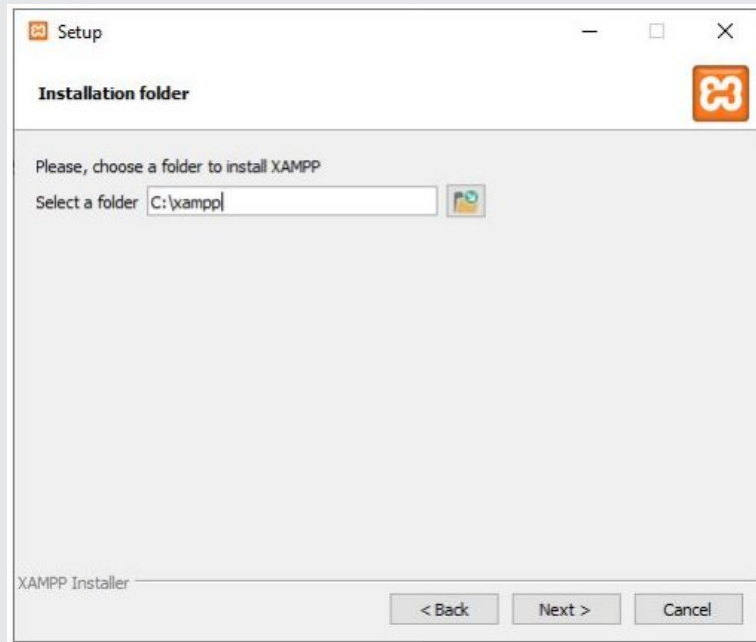 Setup
Installation folder
Please, choose a folder to install XAMPP
Select a folder C:\xampp
XAMPP Installer
< Back Next > Cancel